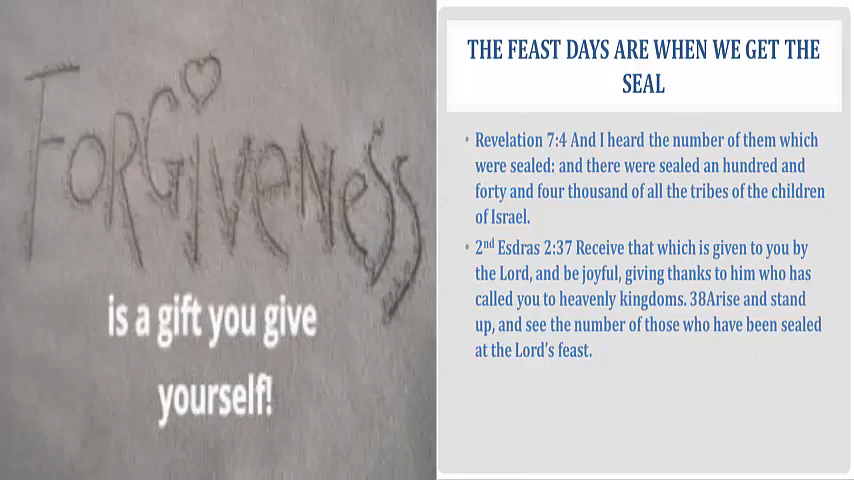 FORGiVeNeSS
is a gift you give
yourself!
THE FEAST DAYS ARE WHEN WE GET THE
SEAL
• Revelation 7:4 And I heard the number of them which
were sealed: and there were sealed an hundred and
forty and four thousand of all the tribes of the children
of Israel.
• 2nd Esdras 2:37 Receive that which is given to you by
the Lord, and be joyful, giving thanks to him who has
called you to heavenly kingdoms. 38Arise and stand
up, and see the number of those who have been sealed
at the Lord's feast.